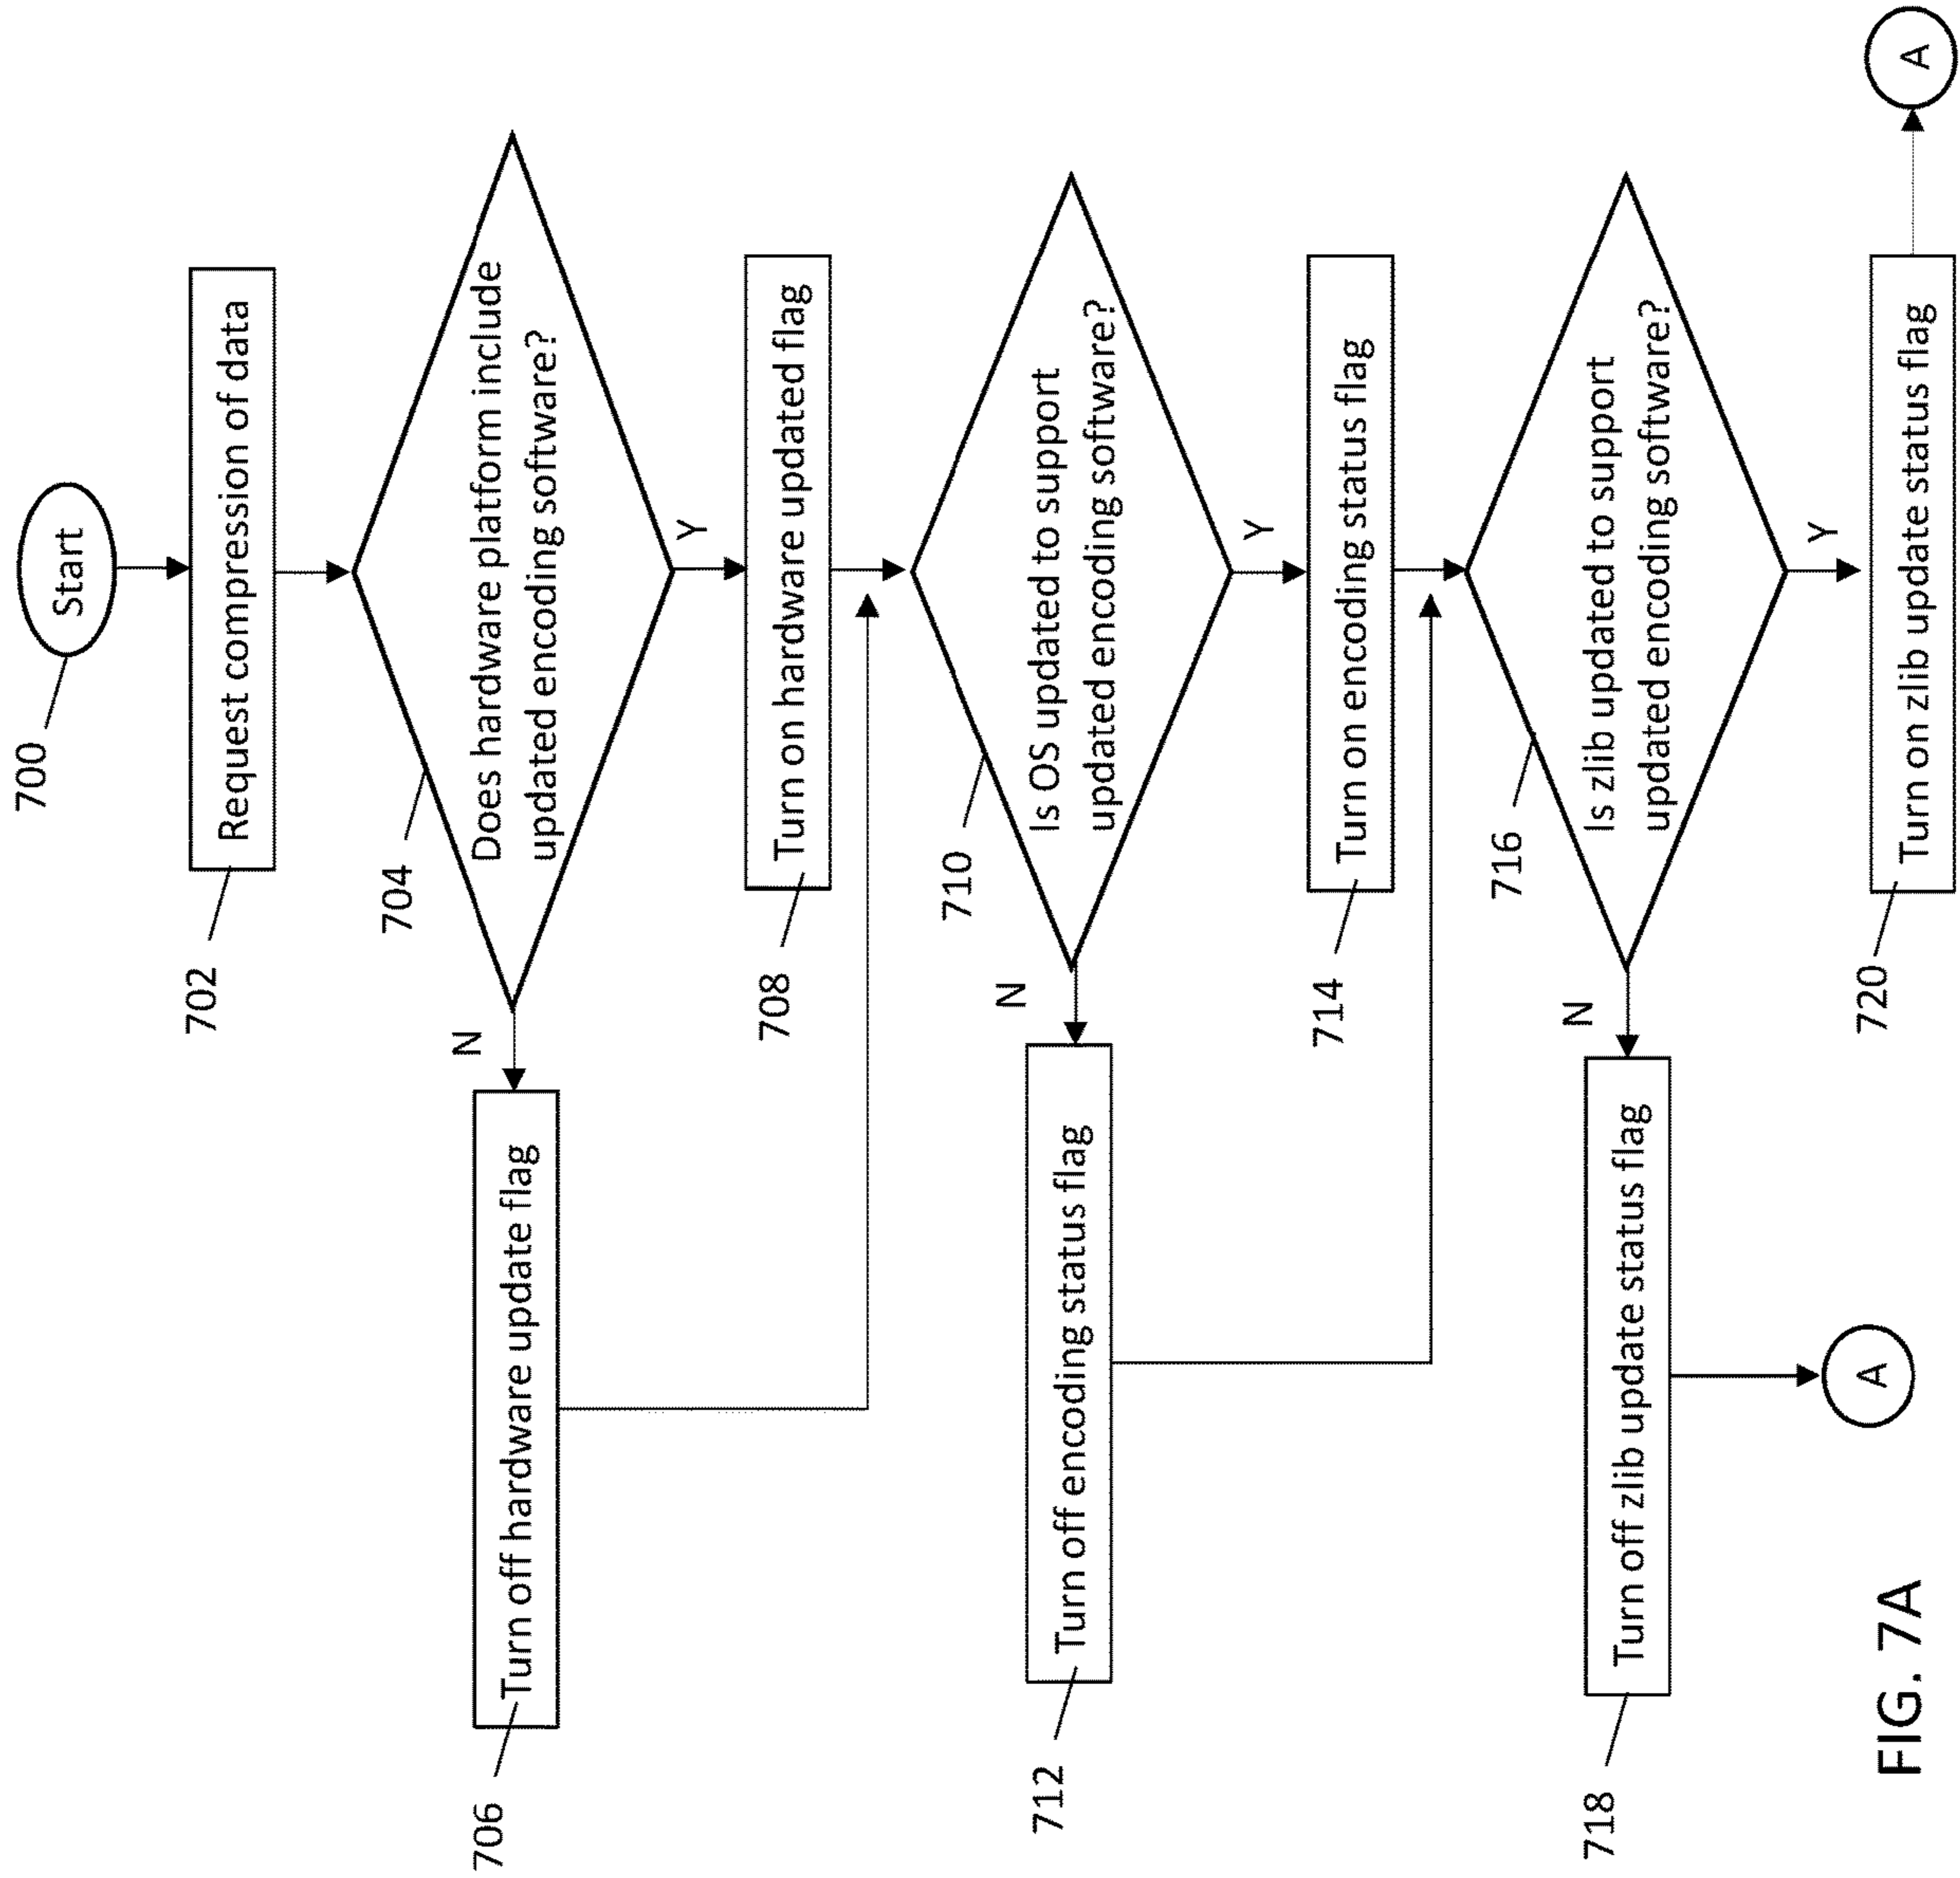 700
Start
702
Request compression of data
704
Does hardware platform include
updated encoding software?
N
Y
706
Turn off hardware update flag
708
Turn on hardware updated flag
710
Is OS updated to support
updated encoding software?
N
Y
712
Turn off encoding status flag
714
Turn on encoding status flag
716
Is zlib updated to support
updated encoding software?
N
Y
718
Turn off zlib update status flag
A
720
Turn on zlib update status flag
A
FIG. 7A